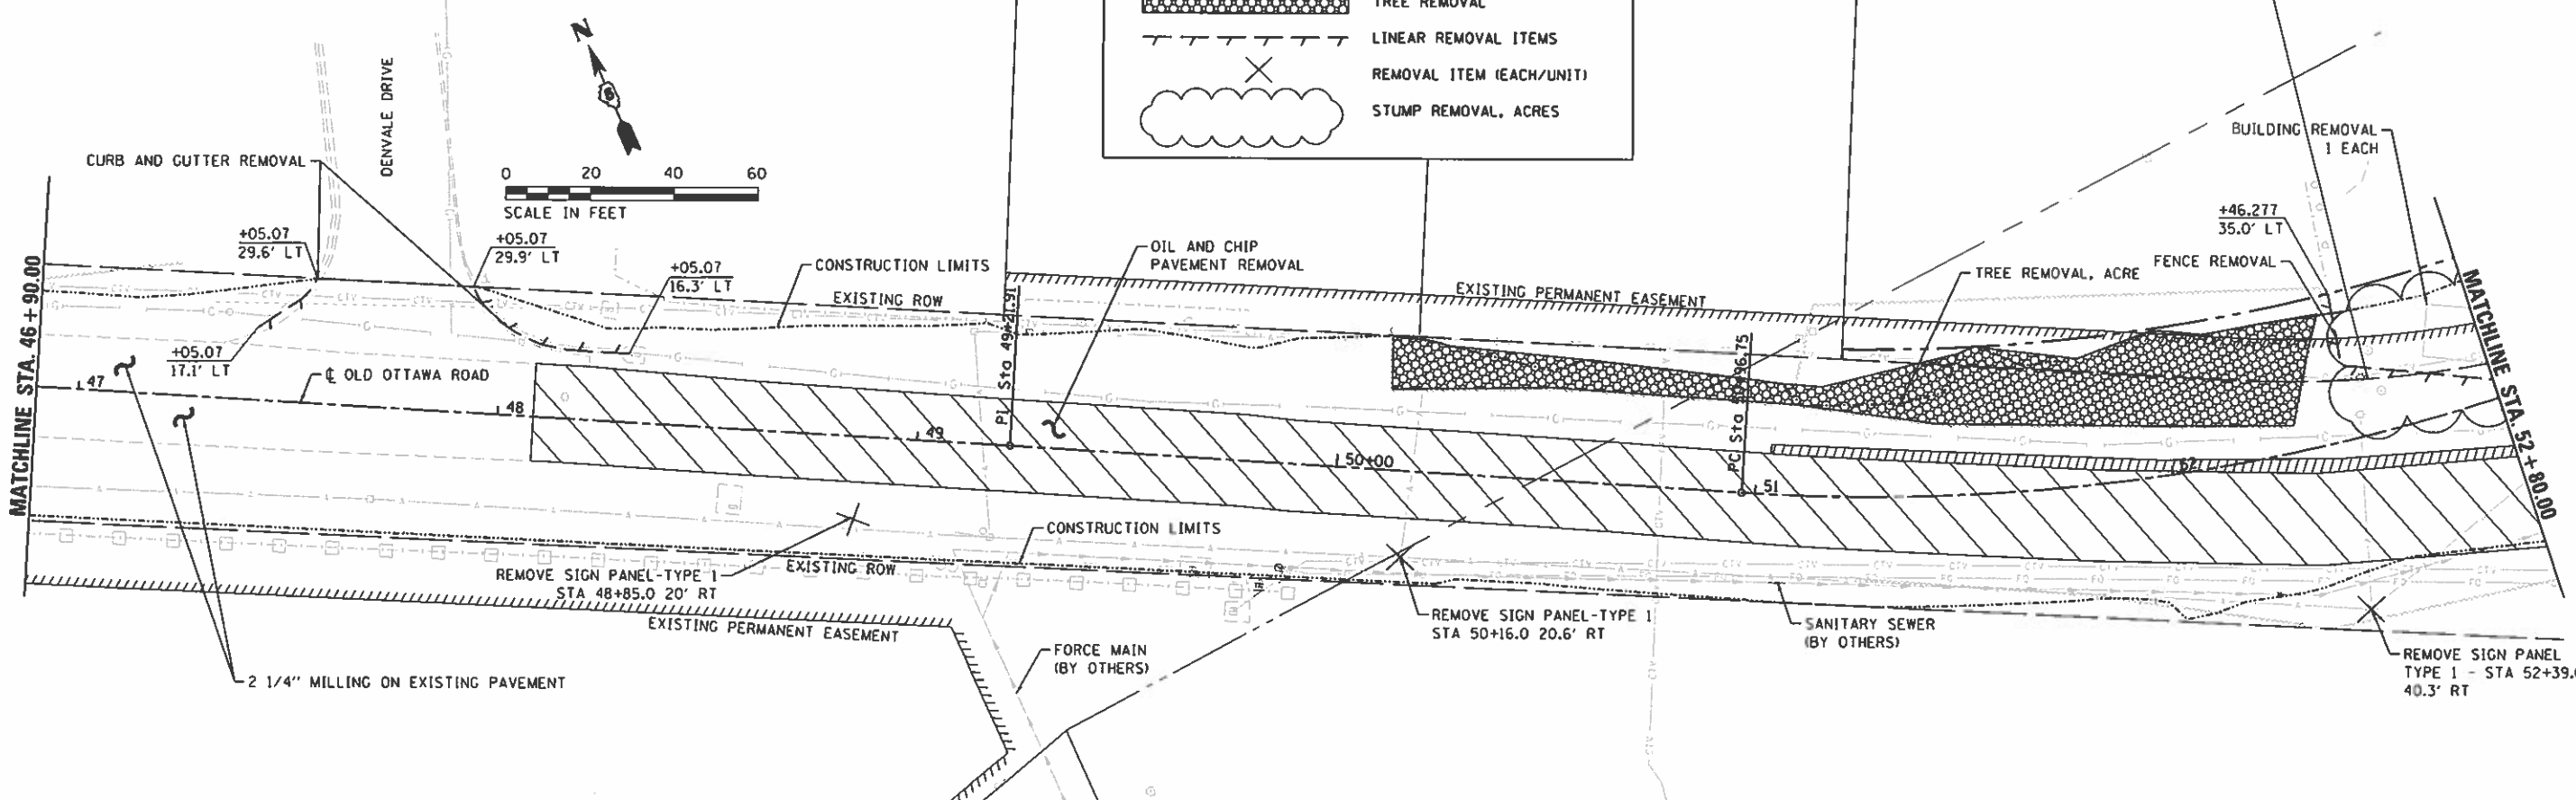 TREE REMOVAL
LINEAR REMOVAL ITEMS
REMOVAL ITEM (EACH/UNIT)
STUMP REMOVAL, ACRES
N
DENVALE DRIVE
CURB AND GUTTER REMOVAL
0 20 40 60
SCALE IN FEET
BUILDING REMOVAL
1 EACH
+05.07
29.6' LT
+05.07
29.9' LT
+05.07
16.3' LT
+05.07
17.1' LT
CONSTRUCTION LIMITS
EXISTING ROW
OIL AND CHIP
PAVEMENT REMOVAL
EXISTING PERMANENT EASEMENT
TREE REMOVAL, ACRE
FENCE REMOVAL
+46.277
35.0' LT
MATCHLINE STA. 46+90.00
MATCHLINE STA. 52+80.00
℄ OLD OTTAWA ROAD
47
48
49
50+00
51
52
PI Sta 49+21.91
PC Sta
CONSTRUCTION LIMITS
EXISTING ROW
REMOVE SIGN PANEL-TYPE 1
STA 48+85.0 20' RT
EXISTING PERMANENT EASEMENT
2 1/4" MILLING ON EXISTING PAVEMENT
FORCE MAIN
(BY OTHERS)
REMOVE SIGN PANEL-TYPE 1
STA 50+16.0 20.6' RT
SANITARY SEWER
(BY OTHERS)
REMOVE SIGN PANEL
TYPE 1 - STA 52+39.
40.3' RT